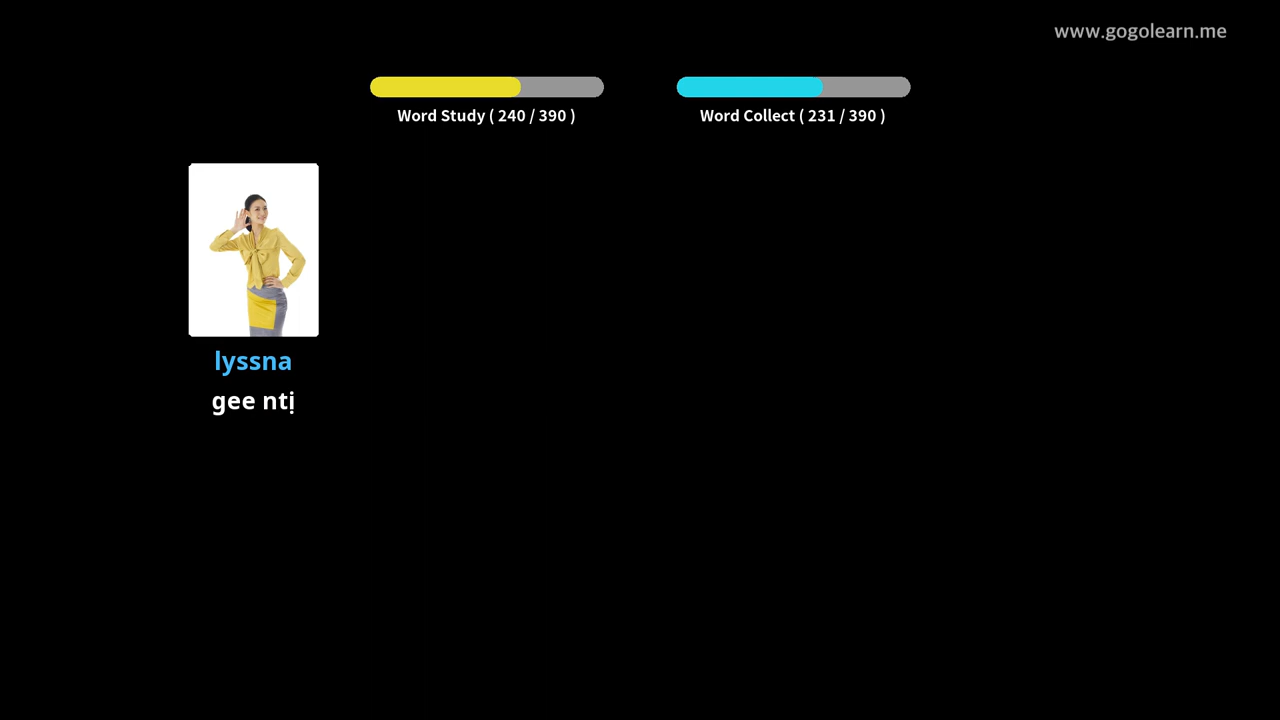 www.gogolearn.me
Word Study ( 240 / 390 )
Word Collect ( 231 / 390 )
lyssna
gee ntị